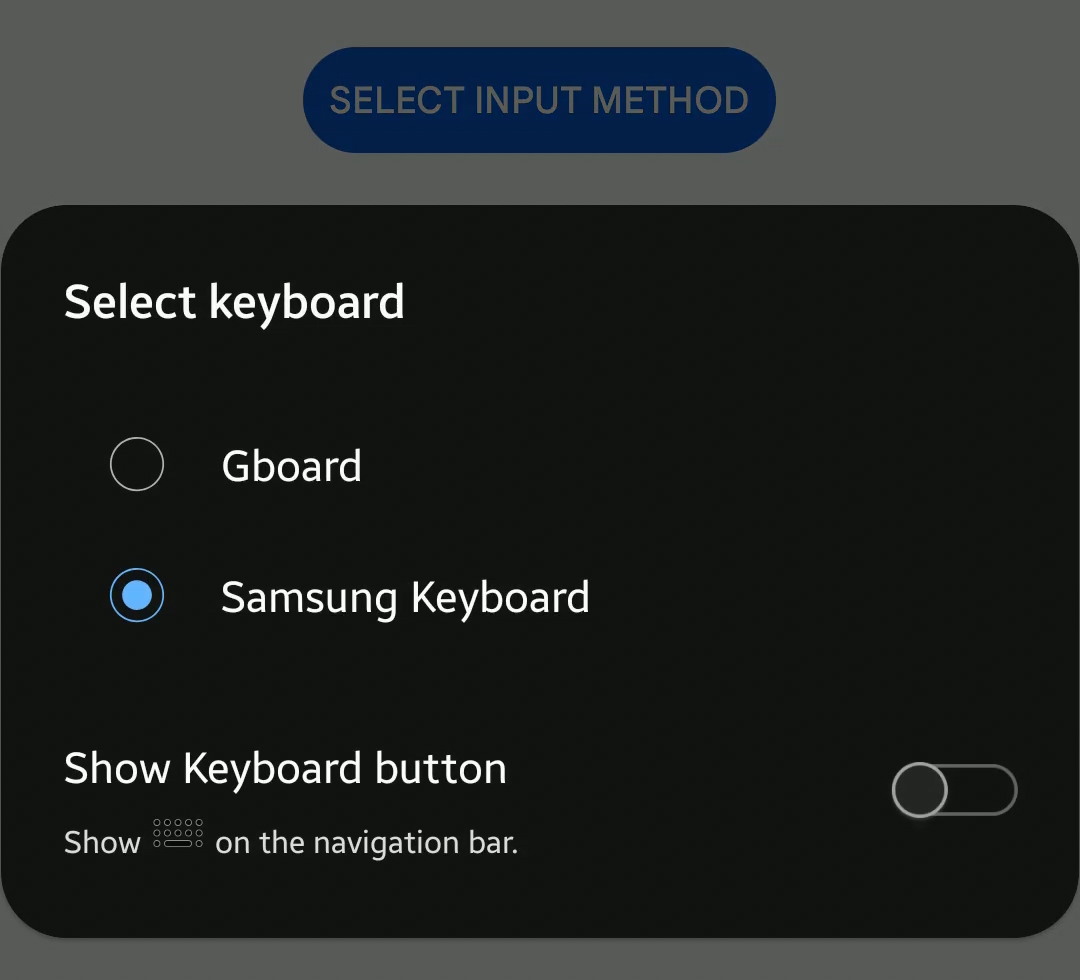 SELECT INPUT METHOD
Select keyboard
Gboard
Samsung Keyboard
Show Keyboard button
Show on the navigation bar.